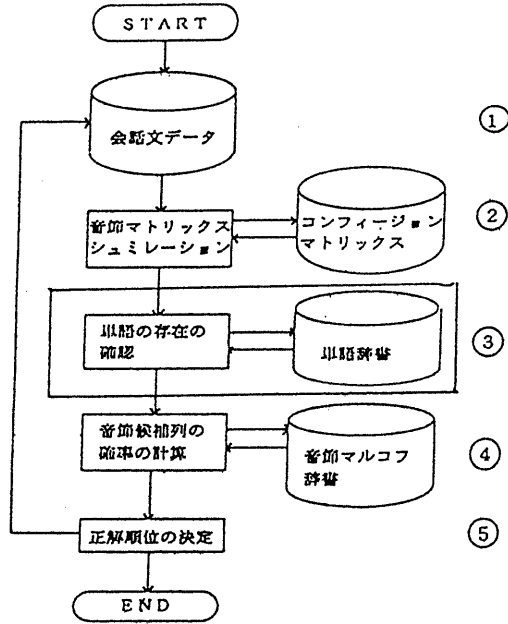 START
会話文データ
①
音節マトリックス
シュミレーション
コンフィージョン
マトリックス
②
単語の存在の
確認
単語辞書
③
音節候補列の
確率の計算
音節マルコフ
辞書
④
正解順位の決定
⑤
END